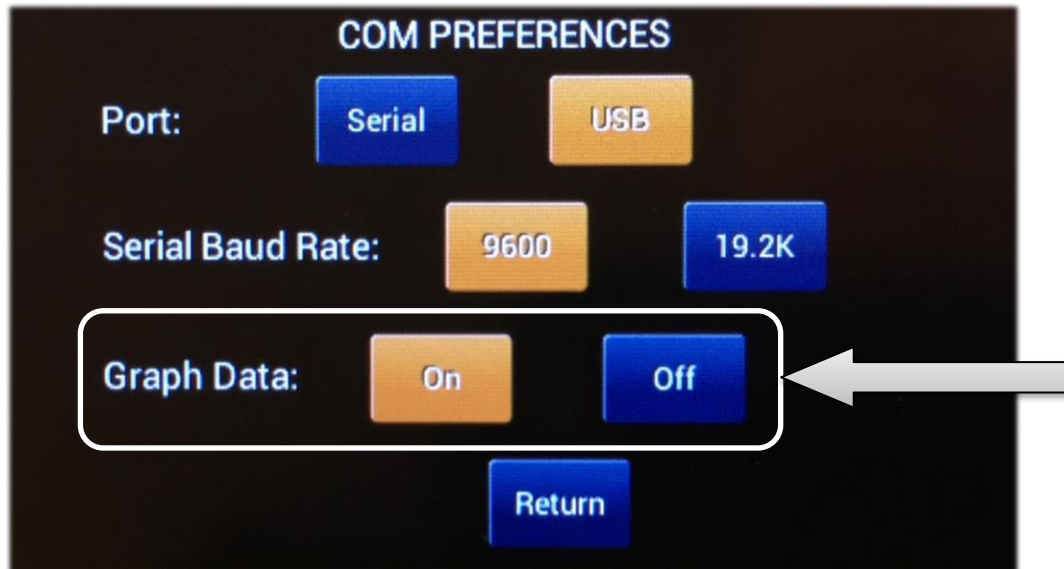 COM PREFERENCES
Port: Serial USB
Serial Baud Rate: 9600 19.2K
Graph Data: On Off
Return